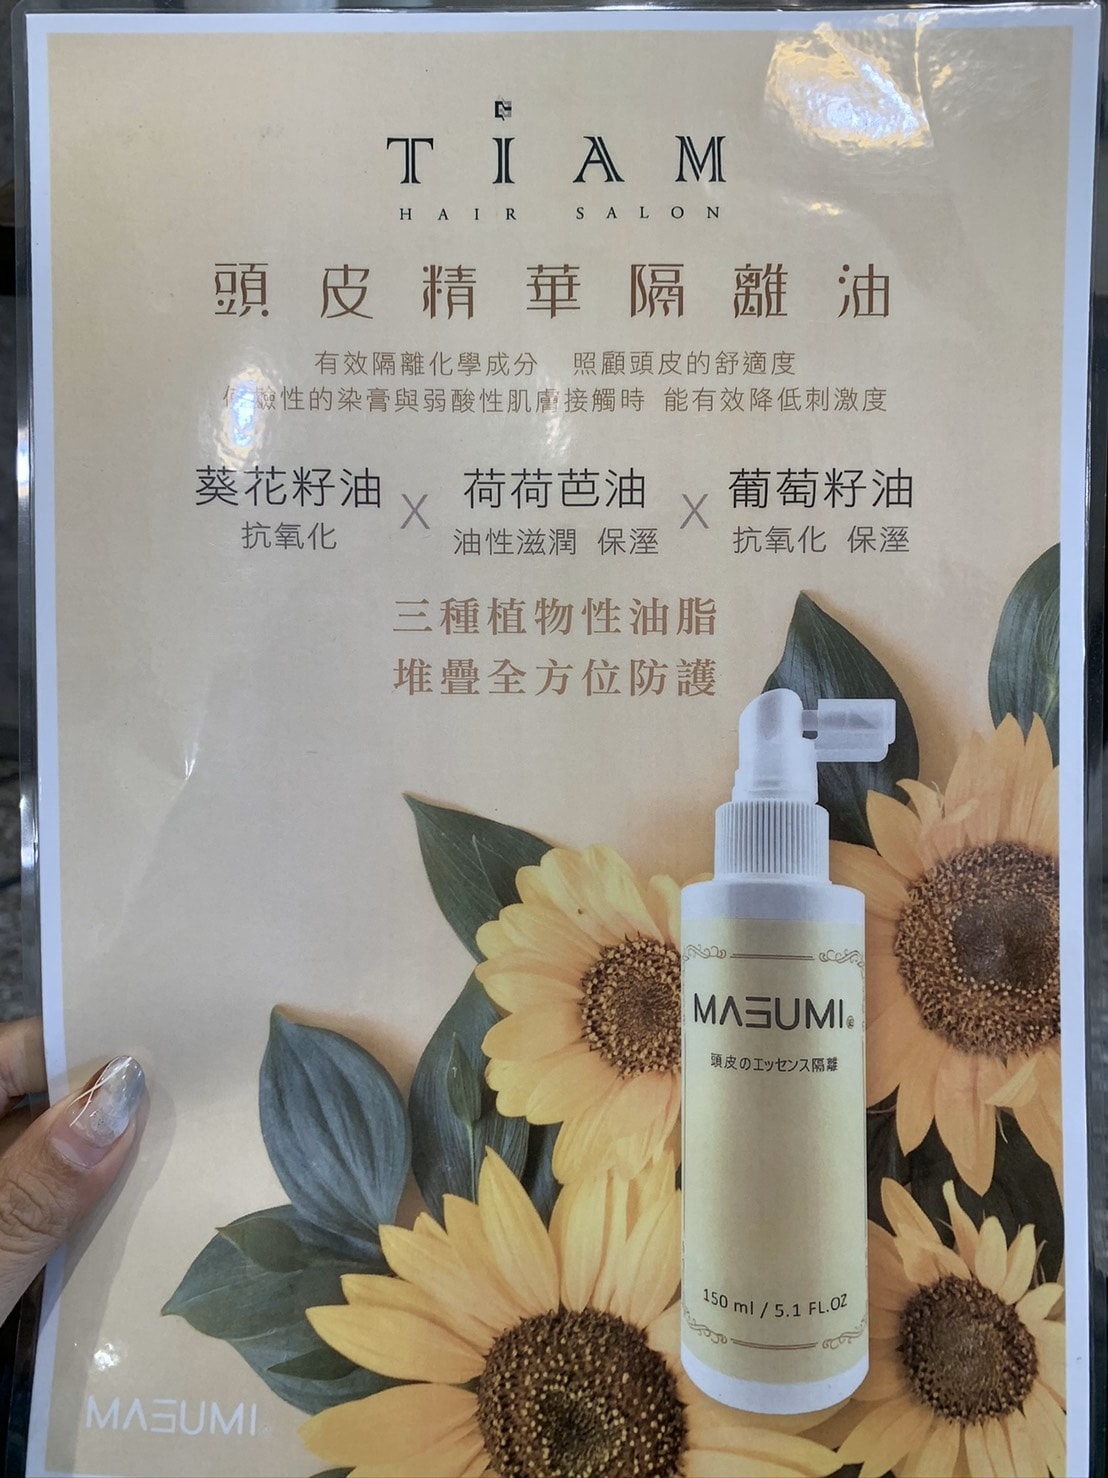 TiAM
HAIR SALON
頭皮精華隔離油
有效隔離化學成分 照顧頭皮的舒適度
性的染膏與弱酸性肌膚接觸時 能有效降低刺激度
葵花籽油 X 荷荷芭油 X 葡萄籽油
抗氧化 油性滋潤 保溼 抗氧化 保溼
三種植物性油脂
堆疊全方位防護
MASUMI
頭皮のエッセンス隔離
150 ml / 5.1 FL.OZ
MASUMI